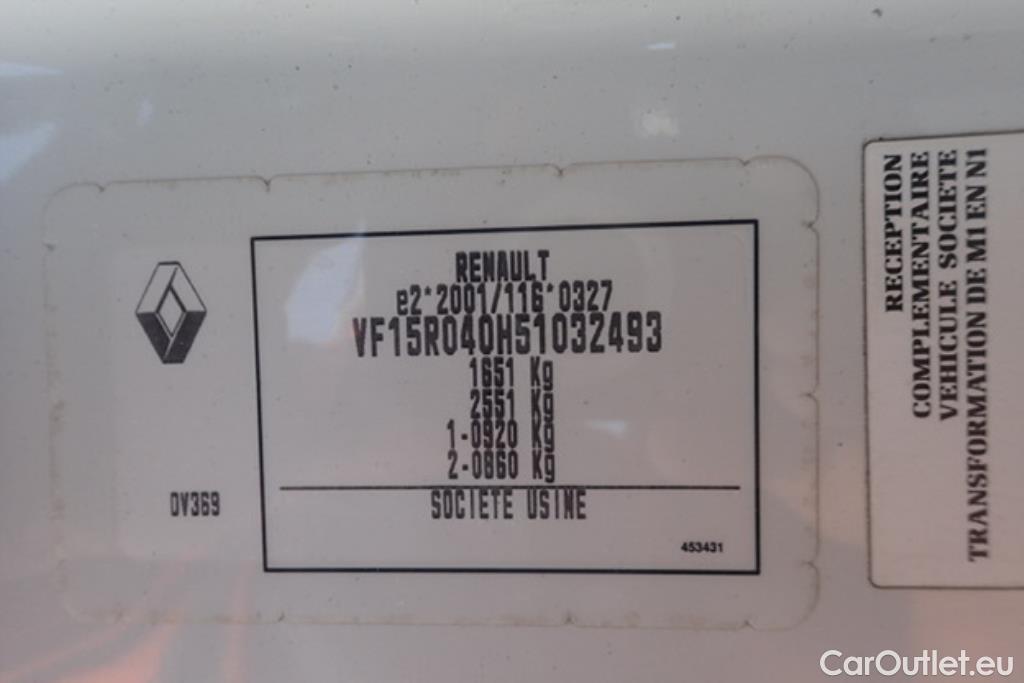 RENAULT
e2*2001/116*0327
VF15R040H51032493
1651 Kg
2551 Kg
1-0920 Kg
2-0860 Kg
SOCIETE USINE
453431
DV369
RECEPTION
COMPLEMENTAIRE
VEHICULE SOCIETE
TRANSFORMATION DE M1 EN N1
CarOutlet.eu